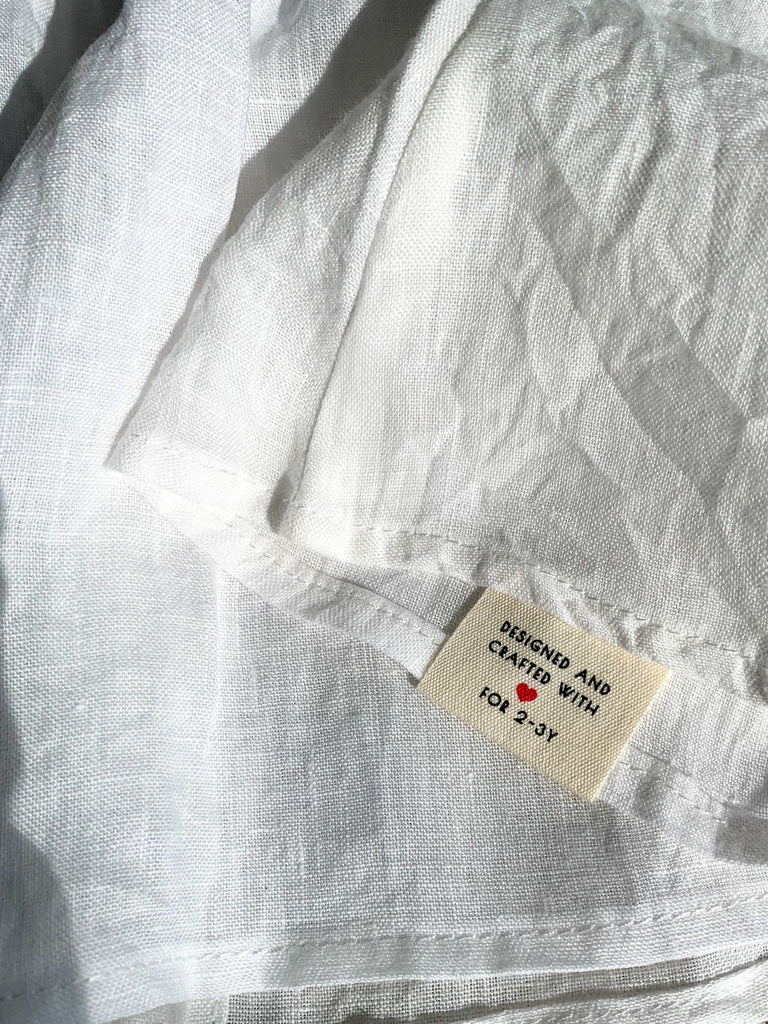 DESIGNED AND
CRAFTED WITH
❤
FOR 2-3Y